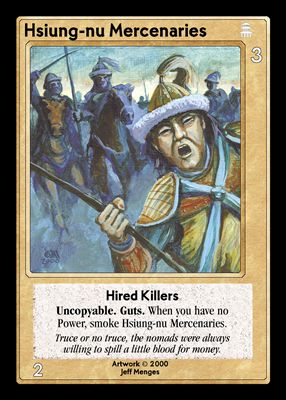 Hsiung-nu Mercenaries
3
Hired Killers
Uncopyable. Guts. When you have no
Power, smoke Hsiung-nu Mercenaries.
Truce or no truce, the nomads were always
willing to spill a little blood for money.
2
Artwork © 2000
Jeff Menges